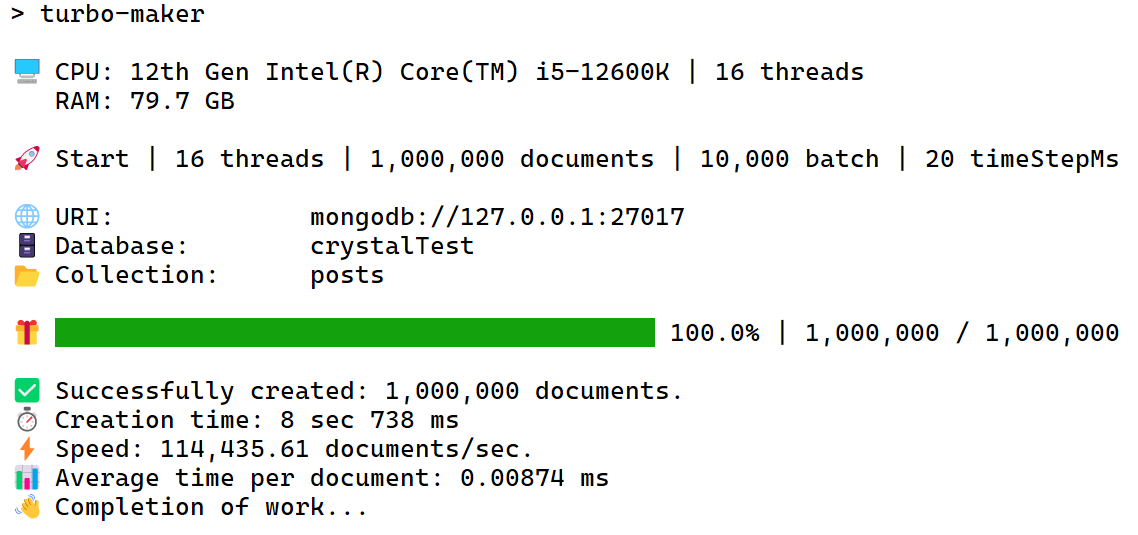 > turbo-maker
CPU: 12th Gen Intel(R) Core(TM) i5-12600K | 16 threads
RAM: 79.7 GB
Start | 16 threads | 1,000,000 documents | 10,000 batch | 20 timeStepMs
URI: mongodb://127.0.0.1:27017
Database: crystalTest
Collection: posts
100.0% | 1,000,000 / 1,000,000
Successfully created: 1,000,000 documents.
Creation time: 8 sec 738 ms
Speed: 114,435.61 documents/sec.
Average time per document: 0.00874 ms
Completion of work...